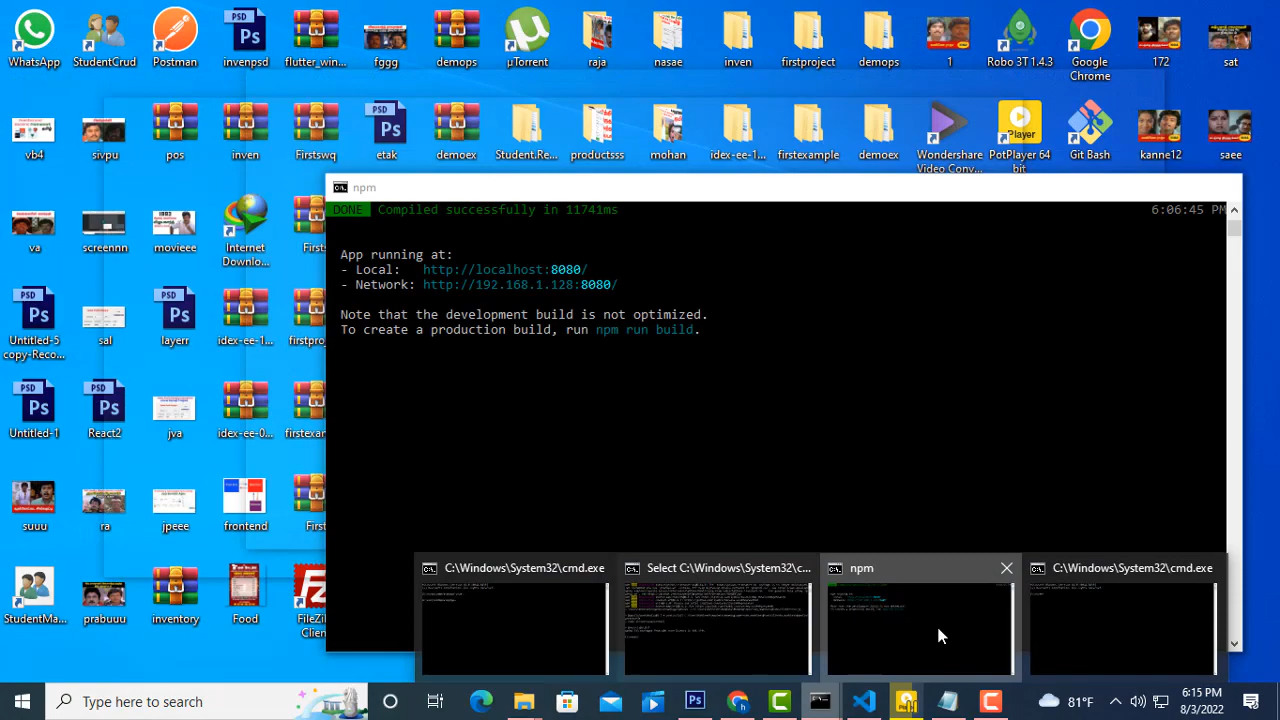 WhatsApp
StudentCrud
Postman
invenpsd
flutter_win...
fggg
demops
µTorrent
raja
nasae
inven
firstproject
demops
1
Robo 3T 1.4.3
Google
Chrome
172
sat
vb4
sivpu
pos
inven
Firstswq
etak
demoex
Student.Re...
productsss
mohan
idex-ee-1...
firstexample
demoex
Wondershare
Video Conv...
PotPlayer 64
bit
Git Bash
kanne12
saee
va
screennn
movieee
Internet
Downlo...
Untitled-5
copy-Reco...
sal
layerr
idex-ee-1...
Untitled-1
React2
jva
idex-ee-0...
suuu
ra
jpeee
frontend
prabuuu
inventory
Food
FileZil
Clien
npm
DONE Compiled successfully in 11741ms
6:06:45 PM
App running at:
- Local: http://localhost:8080/
- Network: http://192.168.1.128:8080/
Note that the development build is not optimized.
To create a production build, run npm run build.
C:\Windows\System32\cmd.exe
Select C:\Windows\System32\c...
npm
C:\Windows\System32\cmd.exe
Type here to search
81°F
6:15 PM
8/3/2022